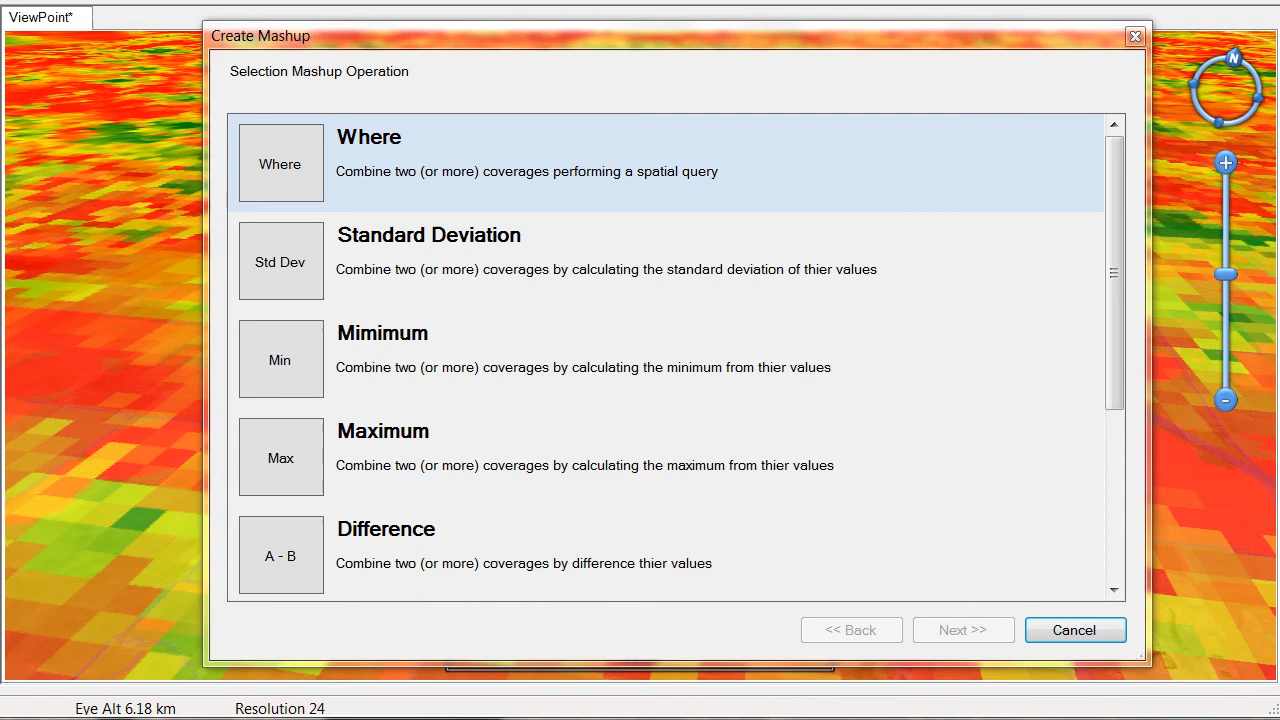 ViewPoint*
Create Mashup
Selection Mashup Operation
N
Where
Where
Combine two (or more) coverages performing a spatial query
+
Standard Deviation
Std Dev
Combine two (or more) coverages by calculating the standard deviation of thier values
Mimimum
Min
Combine two (or more) coverages by calculating the minimum from thier values
-
Maximum
Max
Combine two (or more) coverages by calculating the maximum from thier values
Difference
A - B
Combine two (or more) coverages by difference thier values
<< Back
Next >>
Cancel
Eye Alt 6.18 km
Resolution 24